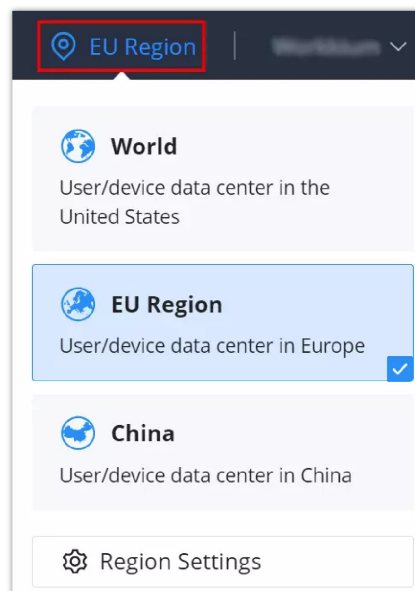 EU Region
World
User/device data center in the
United States
EU Region
User/device data center in Europe
China
User/device data center in China
Region Settings